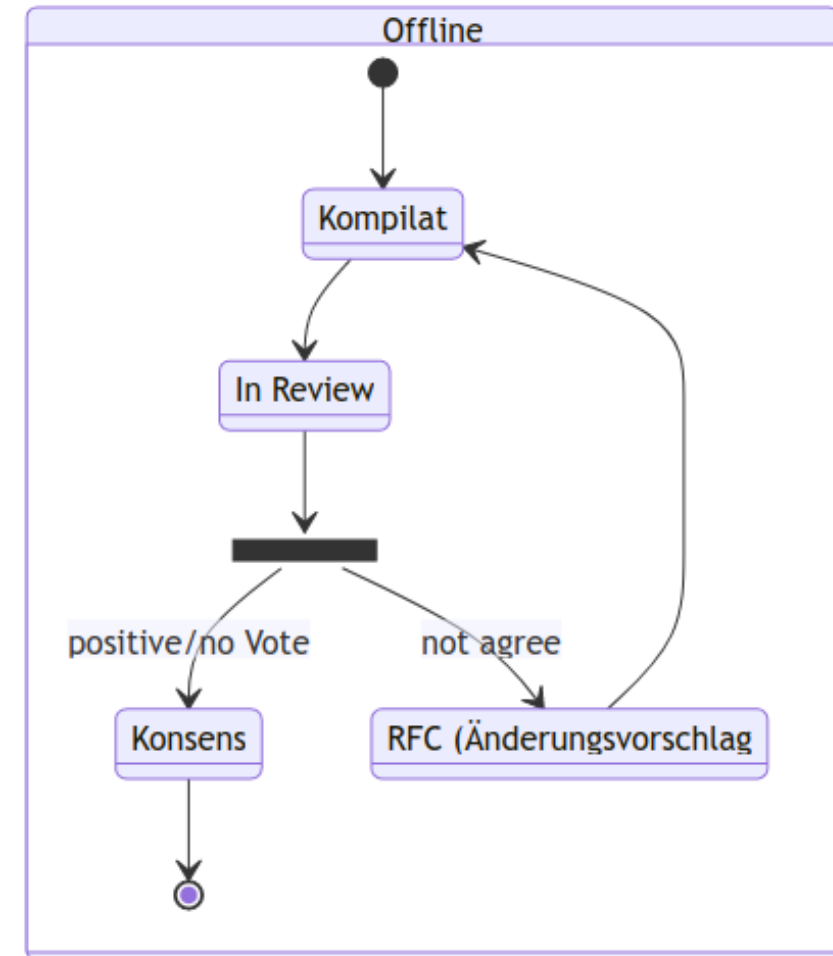 Offline
Kompilat
In Review
positive/no Vote
not agree
Konsens
RFC (Änderungsvorschlag